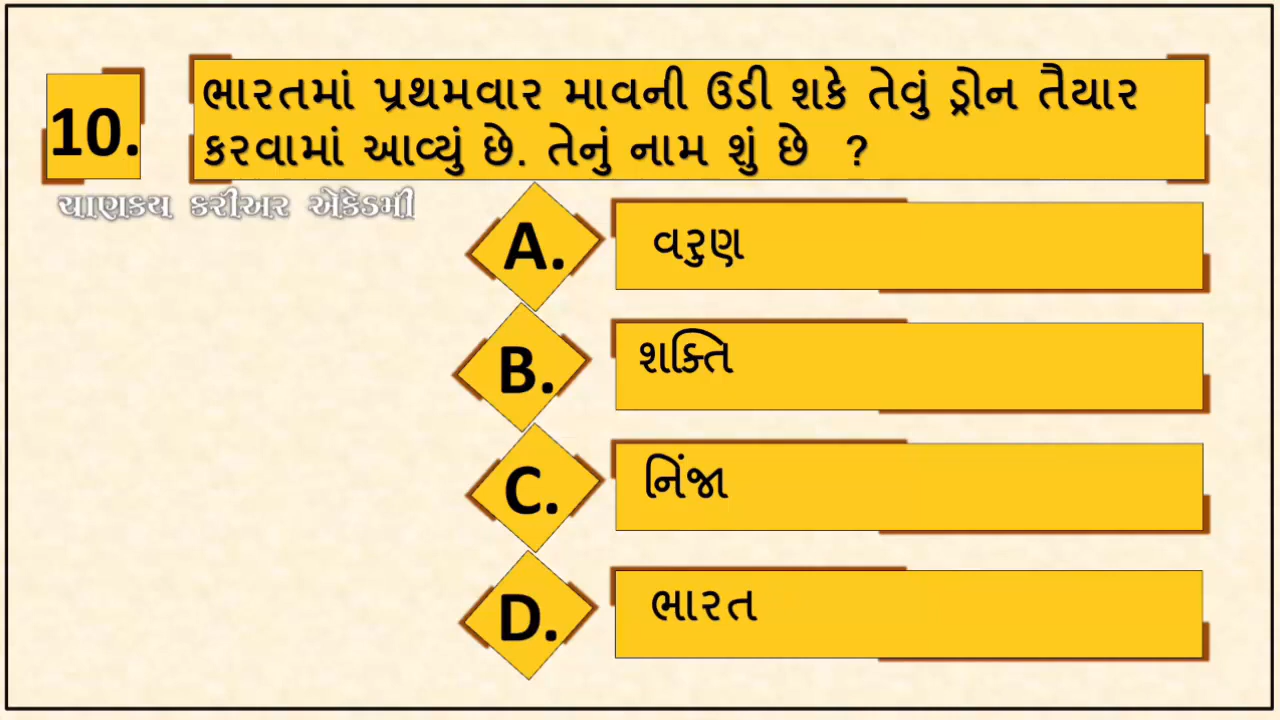 10.
ભારતમાં પ્રથમવાર માવની ઉડી શકે તેવું ડ્રોન તૈયાર
કરવામાં આવ્યું છે. તેનું નામ શું છે ?
ચાણક્ય કરીઅર એકેડમી
A. વરુણ
B. શક્તિ
C. નિંજા
D. ભારત